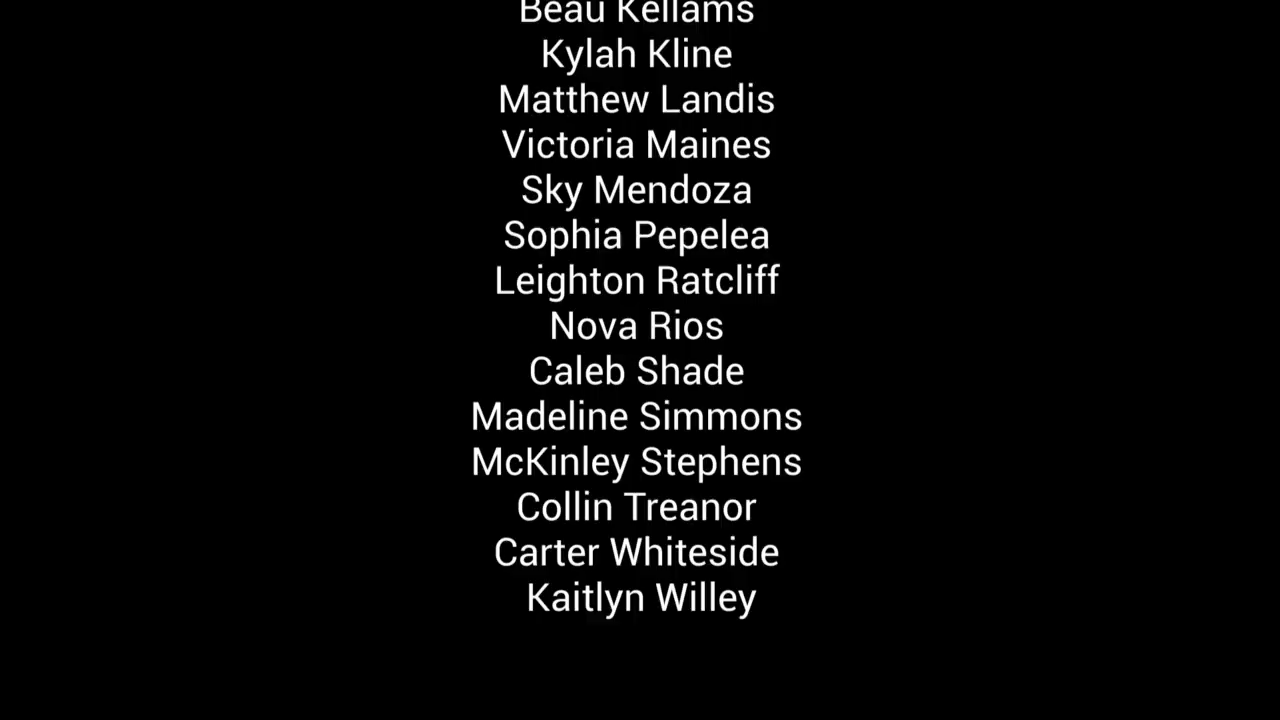 Beau Kellams
Kylah Kline
Matthew Landis
Victoria Maines
Sky Mendoza
Sophia Pepelea
Leighton Ratcliff
Nova Rios
Caleb Shade
Madeline Simmons
McKinley Stephens
Collin Treanor
Carter Whiteside
Kaitlyn Willey